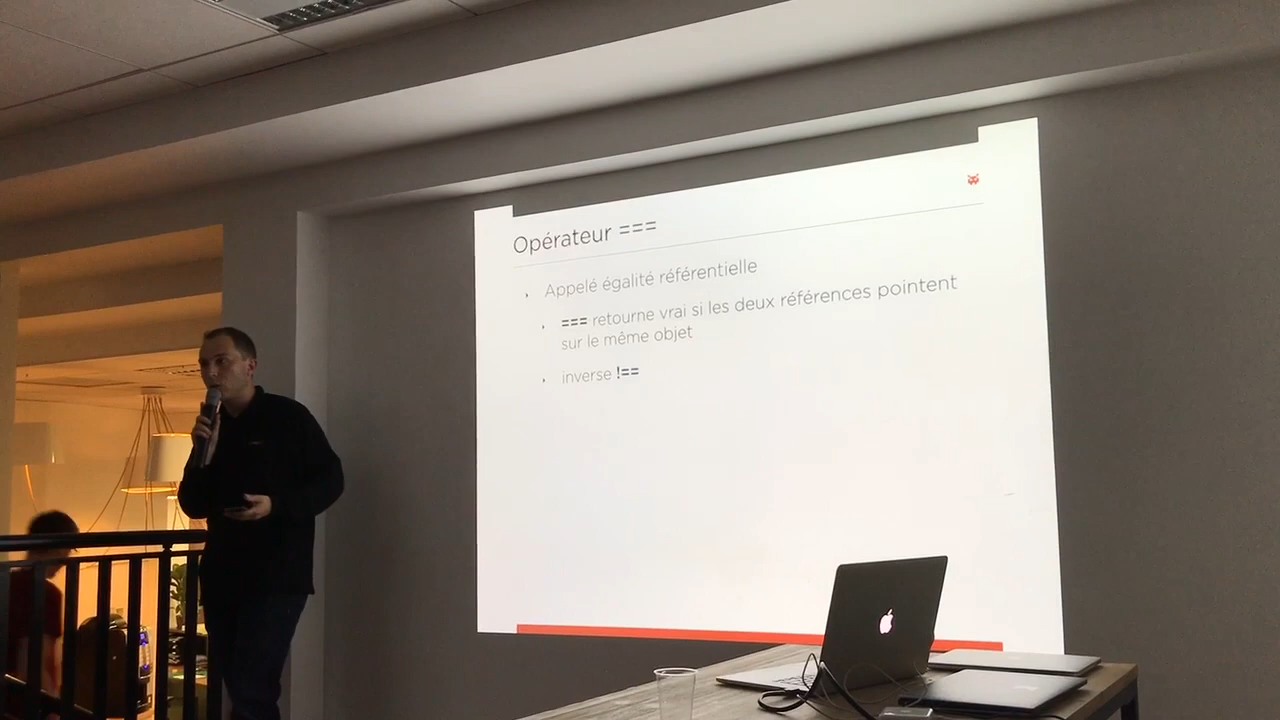 Opérateur ===
Appelé égalité référentielle
=== retourne vrai si les deux références pointent
sur le même objet
inverse !==